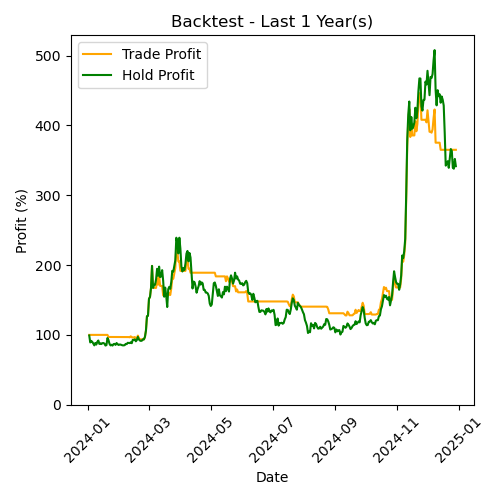 Backtest - Last 1 Year(s)
Trade Profit
Hold Profit
Profit (%)
500
400
300
200
100
0
2024-01
2024-03
2024-05
2024-07
2024-09
2024-11
2025-01
Date